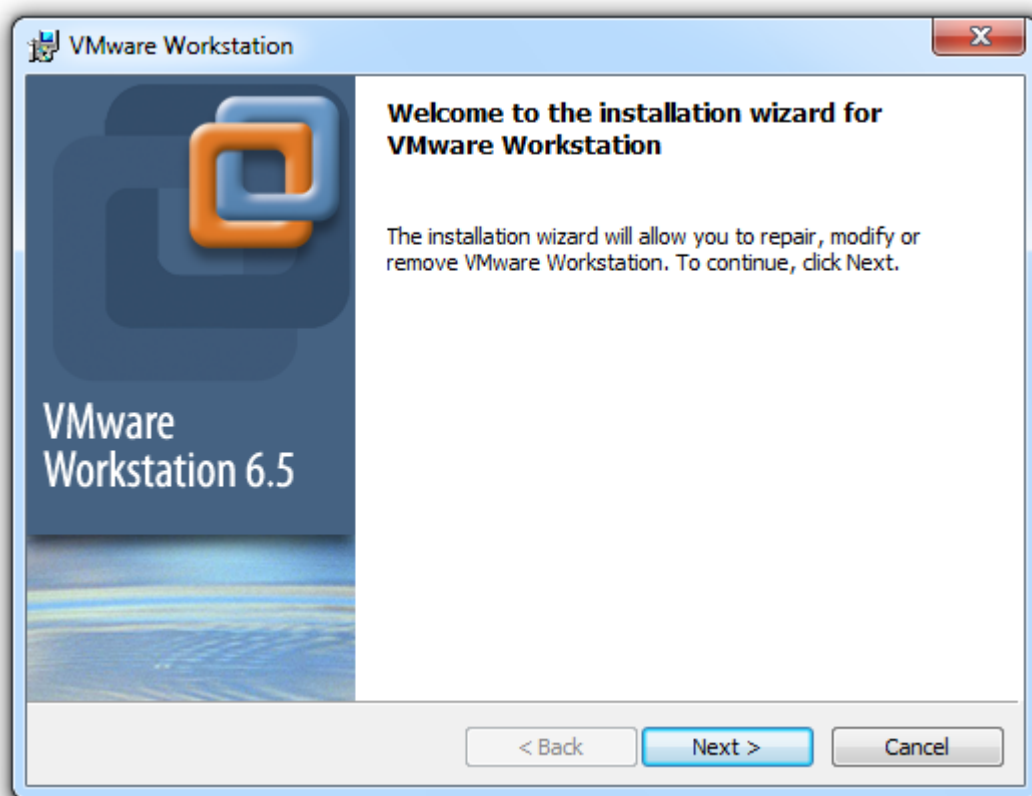 VMware Workstation
Welcome to the installation wizard for
VMware Workstation
The installation wizard will allow you to repair, modify or
remove VMware Workstation. To continue, click Next.
VMware
Workstation 6.5
< Back
Next >
Cancel